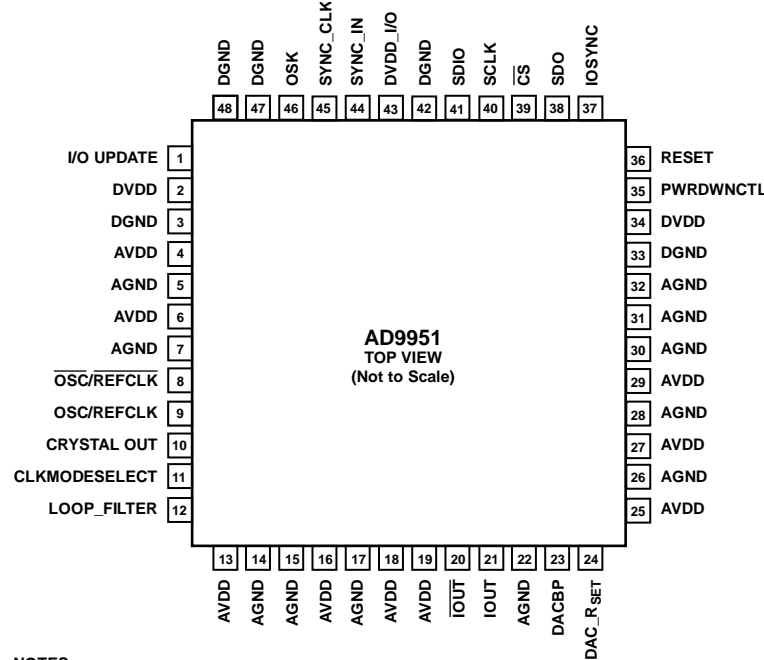 DGND DGND OSK SYNC_CLK SYNC_IN DVDD_I/O DGND SDIO SCLK C̅S̅ SDO IOSYNC
48 47 46 45 44 43 42 41 40 39 38 37
I/O UPDATE 1
DVDD 2
DGND 3
AVDD 4
AGND 5
AVDD 6
AGND 7
O̅S̅C̅/R̅E̅F̅C̅L̅K̅ 8
OSC/REFCLK 9
CRYSTAL OUT 10
CLKMODESELECT 11
LOOP_FILTER 12
AD9951
TOP VIEW
(Not to Scale)
36 RESET
35 PWRDWNCTL
34 DVDD
33 DGND
32 AGND
31 AGND
30 AGND
29 AVDD
28 AGND
27 AVDD
26 AGND
25 AVDD
13 14 15 16 17 18 19 20 21 22 23 24
AVDD AGND AGND AVDD AGND AVDD AVDD I̅O̅U̅T̅ IOUT AGND DACBP DAC_RSET